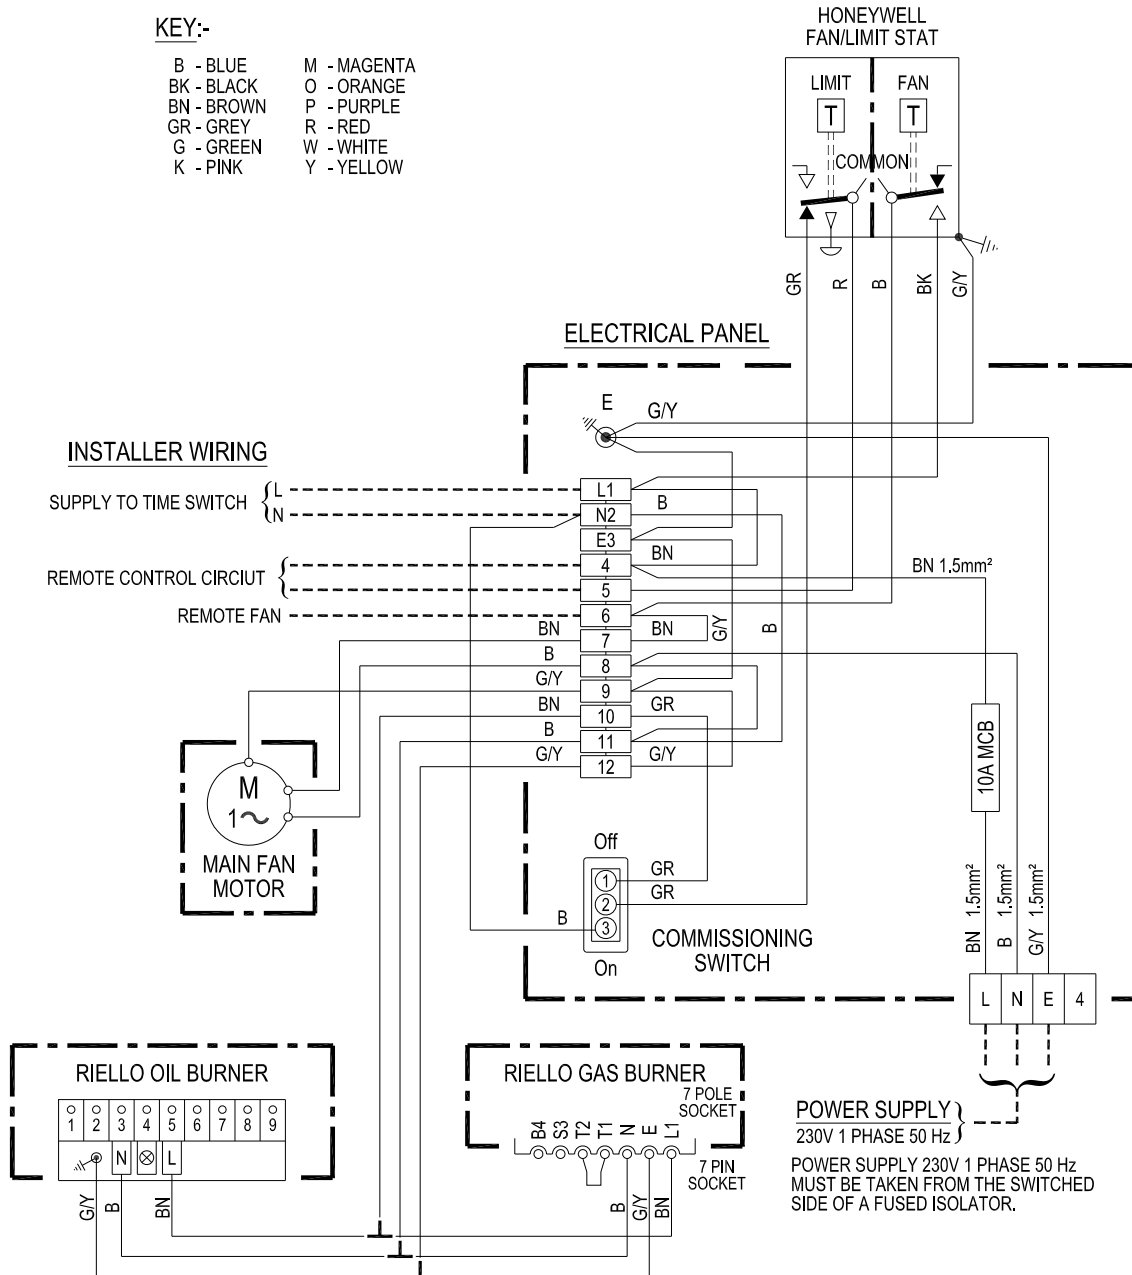 KEY:-
B - BLUE
BK - BLACK
BN - BROWN
GR - GREY
G - GREEN
K - PINK
M - MAGENTA
O - ORANGE
P - PURPLE
R - RED
W - WHITE
Y - YELLOW
HONEYWELL
FAN/LIMIT STAT
LIMIT
FAN
T
T
COMMON
GR
R
B
BK
G/Y
ELECTRICAL PANEL
E
G/Y
INSTALLER WIRING
SUPPLY TO TIME SWITCH
L
N
REMOTE CONTROL CIRCIUT
REMOTE FAN
L1
N2
E3
4
5
6
7
8
9
10
11
12
B
BN
BN
G/Y
B
GR
G/Y
BN
B
G/Y
BN
B
G/Y
BN 1.5mm²
10A MCB
M
1~
MAIN FAN
MOTOR
Off
1
2
3
On
GR
GR
B
COMMISSIONING
SWITCH
BN 1.5mm²
B 1.5mm²
G/Y 1.5mm²
L
N
E
4
RIELLO OIL BURNER
1
2
3
4
5
6
7
8
9
N
L
G/Y
B
BN
RIELLO GAS BURNER
7 POLE
SOCKET
B4
S3
T2
T1
N
E
L1
7 PIN
SOCKET
B
G/Y
BN
POWER SUPPLY
230V 1 PHASE 50 Hz
POWER SUPPLY 230V 1 PHASE 50 Hz
MUST BE TAKEN FROM THE SWITCHED
SIDE OF A FUSED ISOLATOR.